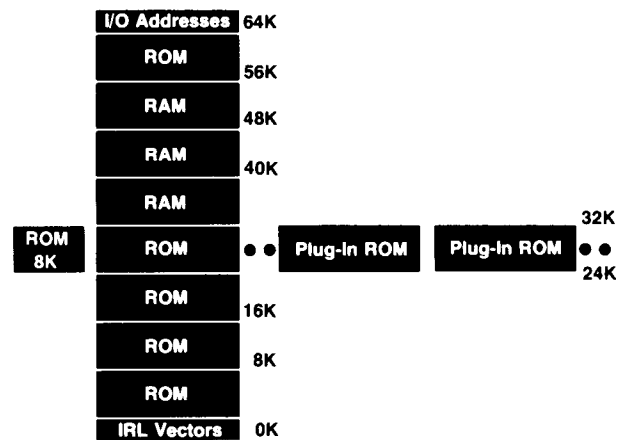 I/O Addresses 64K
ROM
56K
RAM
48K
RAM
40K
RAM
32K
ROM
8K
ROM
Plug-In ROM
Plug-In ROM
24K
ROM
16K
ROM
8K
ROM
IRL Vectors 0K